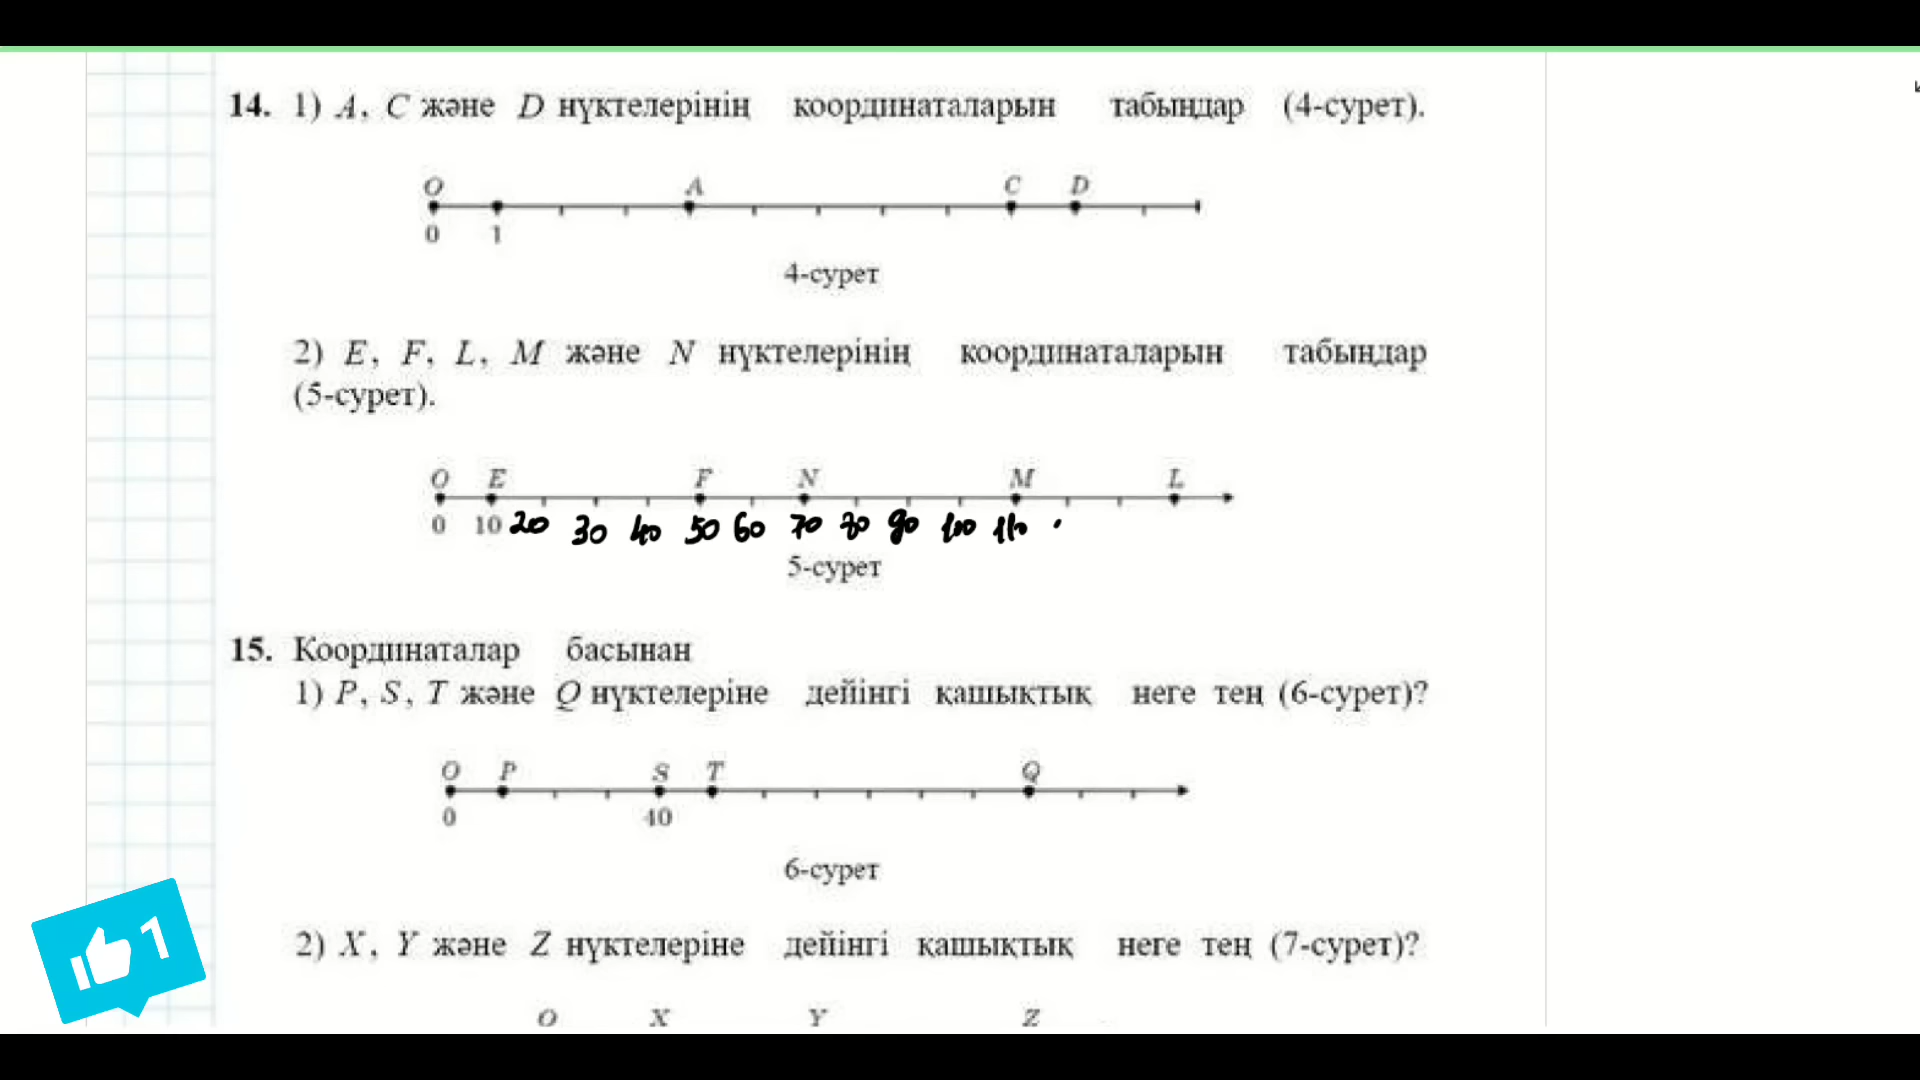 14. 1) A, C және D нүктелерінің координаталарын табыңдар (4-сурет).
O A C D
0 1
4-сурет
2) E, F, L, M және N нүктелерінің координаталарын табыңдар
(5-сурет).
O E F N M L
0 10 20 30 40 50 60 70 70 90 100 110
5-сурет
15. Координаталар басынан
1) P, S, T және Q нүктелеріне дейінгі қашықтық неге тең (6-сурет)?
O P S T Q
0 40
6-сурет
2) X, Y және Z нүктелеріне дейінгі қашықтық неге тең (7-сурет)?
O X Y Z
1